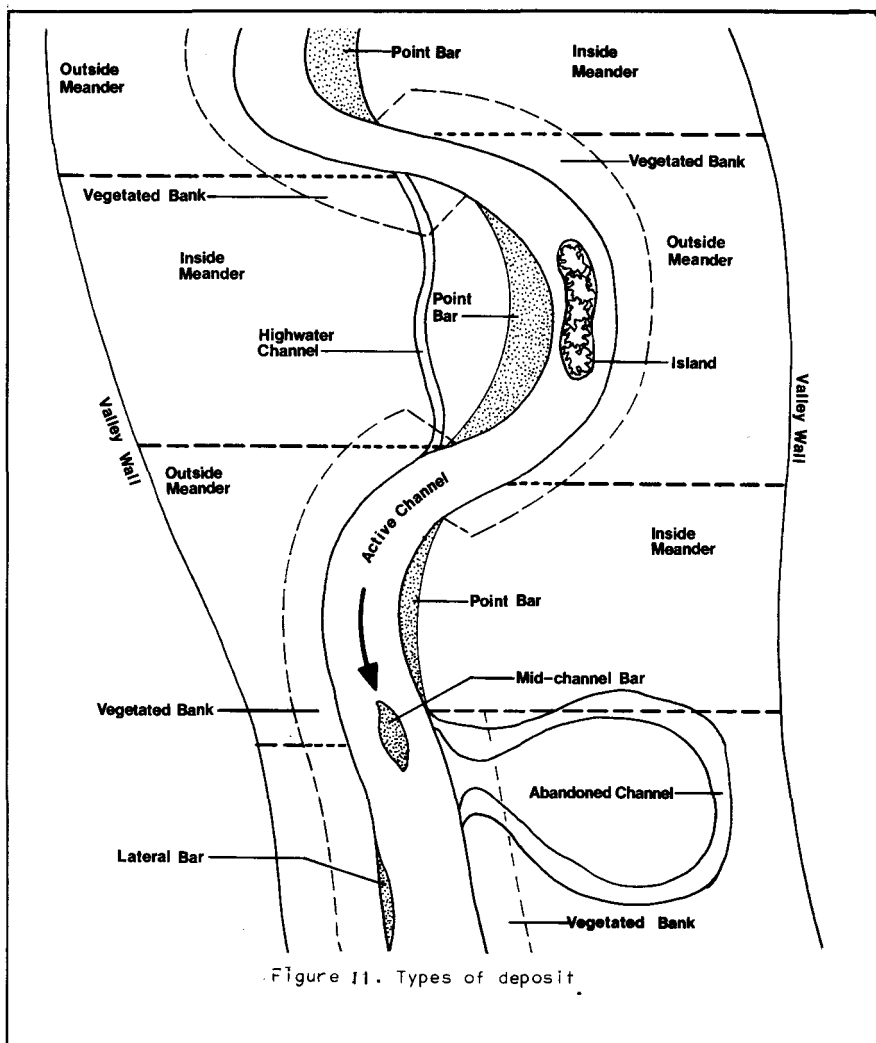 Point Bar
Inside
Meander
Outside
Meander
Vegetated Bank
Vegetated Bank
Outside
Meander
Inside
Meander
Point
Bar
Highwater
Channel
Island
Valley Wall
Valley Wall
Outside
Meander
Active Channel
Inside
Meander
Point Bar
Mid-channel Bar
Vegetated Bank
Abandoned Channel
Lateral Bar
Vegetated Bank
Figure 11. Types of deposit